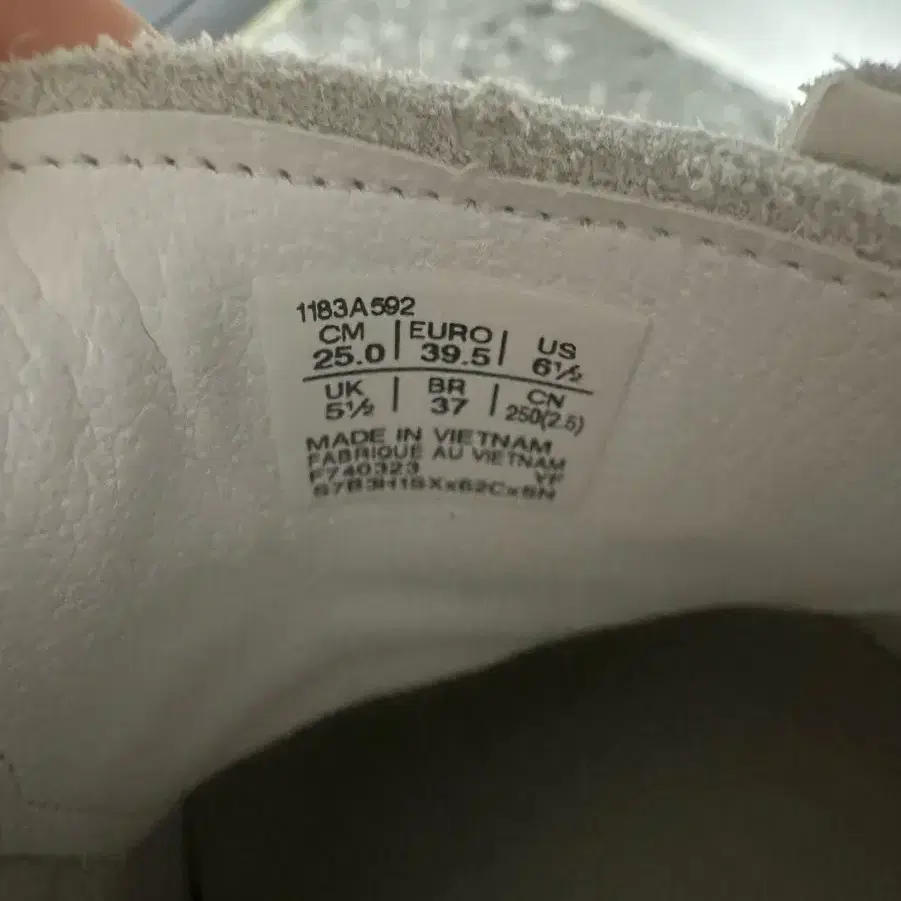 1183A592
CM | EURO | US
25.0 | 39.5 | 6½
UK | BR | CN
5½ | 37 | 250(2.5)
MADE IN VIETNAM
FABRIQUÉ AU VIETNAM
F740323 YF